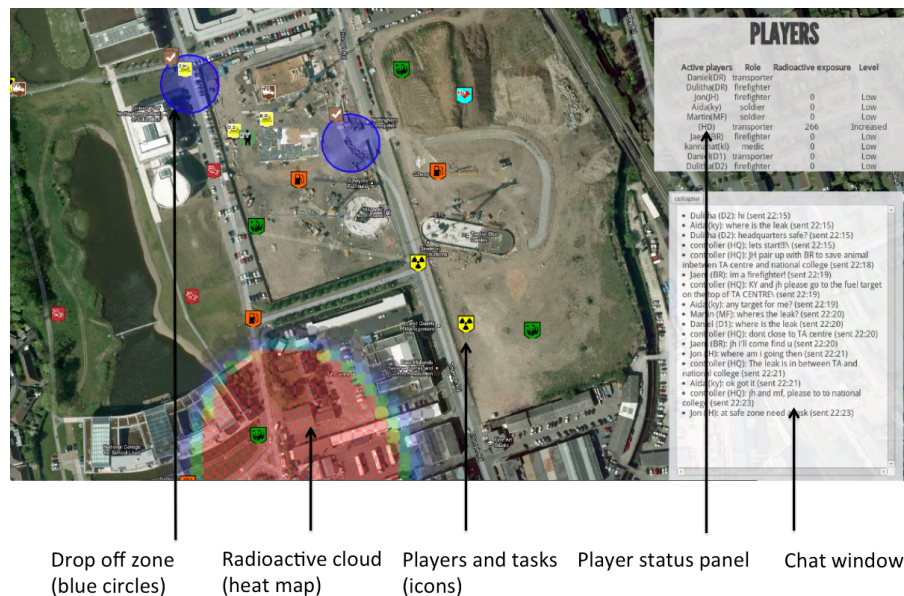 PLAYERS
Active players Role Radioactive exposure Level
Daniel(DR) transporter
Dulitha(DR) firefighter
Jon(JH) firefighter 0 Low
Aida(ky) soldier 0 Low
Martin(MF) soldier 0 Low
(HD) transporter 266 Increased
firefighter 0 Low
kannanat(ki) medic 0 Low
Daniel(D1) transporter 0 Low
Dulitha(D2) firefighter 0 Low
collapse
Dulitha (D2): hi (sent 22:15)
Aida(ky): where is the leak (sent 22:15)
Dulitha (D2): headquarters safe? (sent 22:15)
controller (HQ): lets start!!!\ (sent 22:15)
controller (HQ): JH pair up with BR to save animal
inbetween TA centre and national college (sent 22:18)
Jaern (BR): im a firefighter! (sent 22:19)
controller (HQ): KY and jh please go to the fuel target
on the top of TA CENTRE\ (sent 22:19)
Aida(ky): any target for me? (sent 22:19)
Martin (MF): wheres the leak? (sent 22:20)
Daniel (D1): where is the leak (sent 22:20)
controller (HQ): dont close to TA centre (sent 22:20)
Jaern (BR): jh i'll come find u (sent 22:20)
Jon (JH): where am i going then (sent 22:21)
controller (HQ): The leak is in between TA and
national college (sent 22:21)
Aida(ky): ok got it (sent 22:21)
controller (HQ): jh and mf, please to to national
college (sent 22:23)
Jon (JH): at safe zone need a task (sent 22:23)
Drop off zone
(blue circles)
Radioactive cloud
(heat map)
Players and tasks
(icons)
Player status panel
Chat window